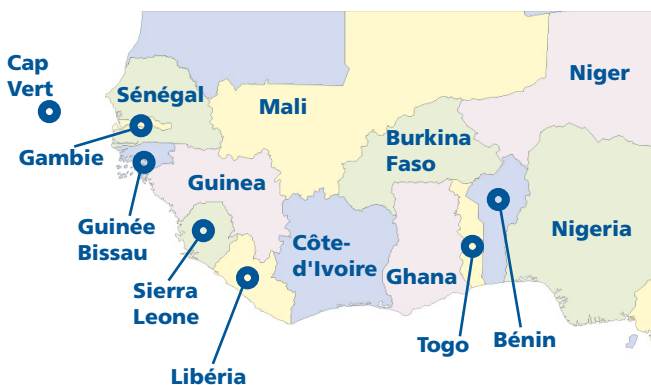 Cap
Vert
Sénégal
Mali
Niger
Gambie
Burkina
Faso
Guinea
Guinée
Bissau
Côte-
d'Ivoire
Ghana
Nigeria
Sierra
Leone
Togo
Bénin
Libéria